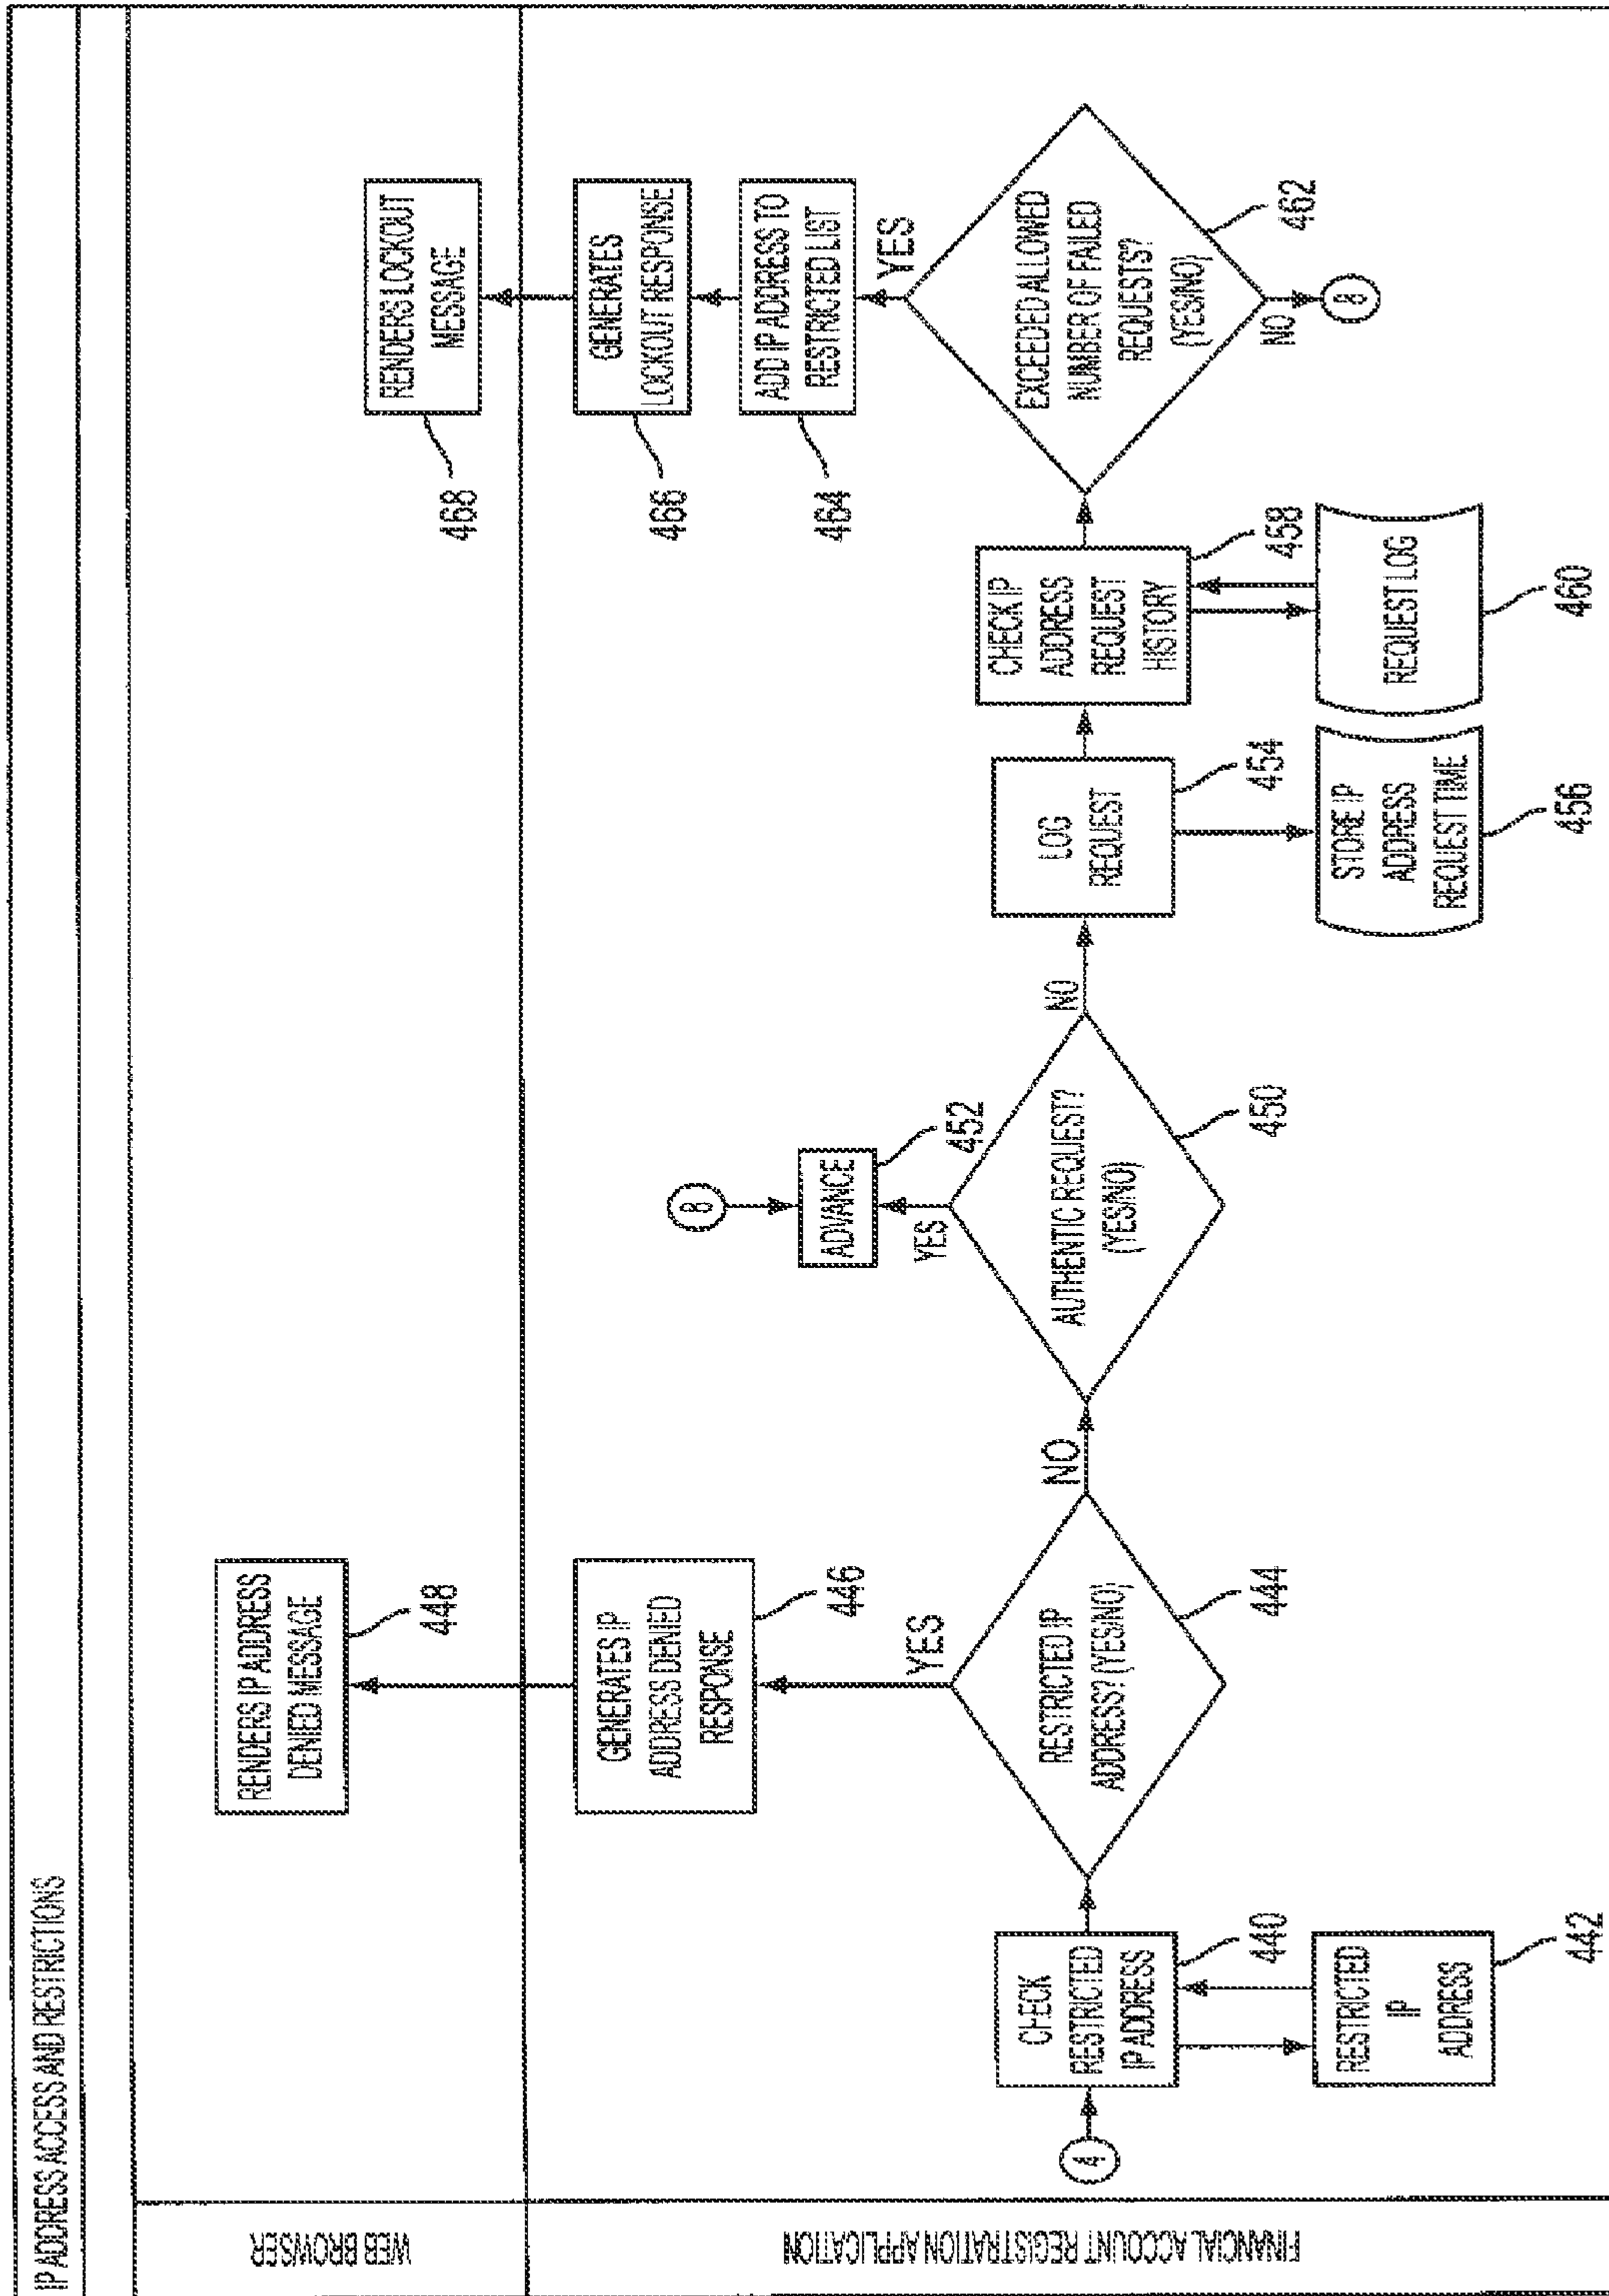 IP ADDRESS ACCESS AND RESTRICTIONS
WEB BROWSER
RENDERS IP ADDRESS
DENIED MESSAGE
448
RENDERS LOCKOUT
MESSAGE
468
FINANCIAL ACCOUNT REGISTRATION APPLICATION
4
CHECK
RESTRICTED
IP ADDRESS
440
RESTRICTED
IP
ADDRESS
442
RESTRICTED IP
ADDRESS? (YES/NO)
444
YES
GENERATES IP
ADDRESS DENIED
RESPONSE
446
NO
AUTHENTIC REQUEST?
(YES/NO)
450
YES
ADVANCE
452
8
NO
LOG
REQUEST
454
STORE IP
ADDRESS
REQUEST TIME
456
CHECK IP
ADDRESS
REQUEST
HISTORY
458
REQUEST LOG
460
EXCEEDED ALLOWED
NUMBER OF FAILED
REQUESTS?
(YES/NO)
462
YES
ADD IP ADDRESS TO
RESTRICTED LIST
464
GENERATES
LOCKOUT RESPONSE
466
NO
8